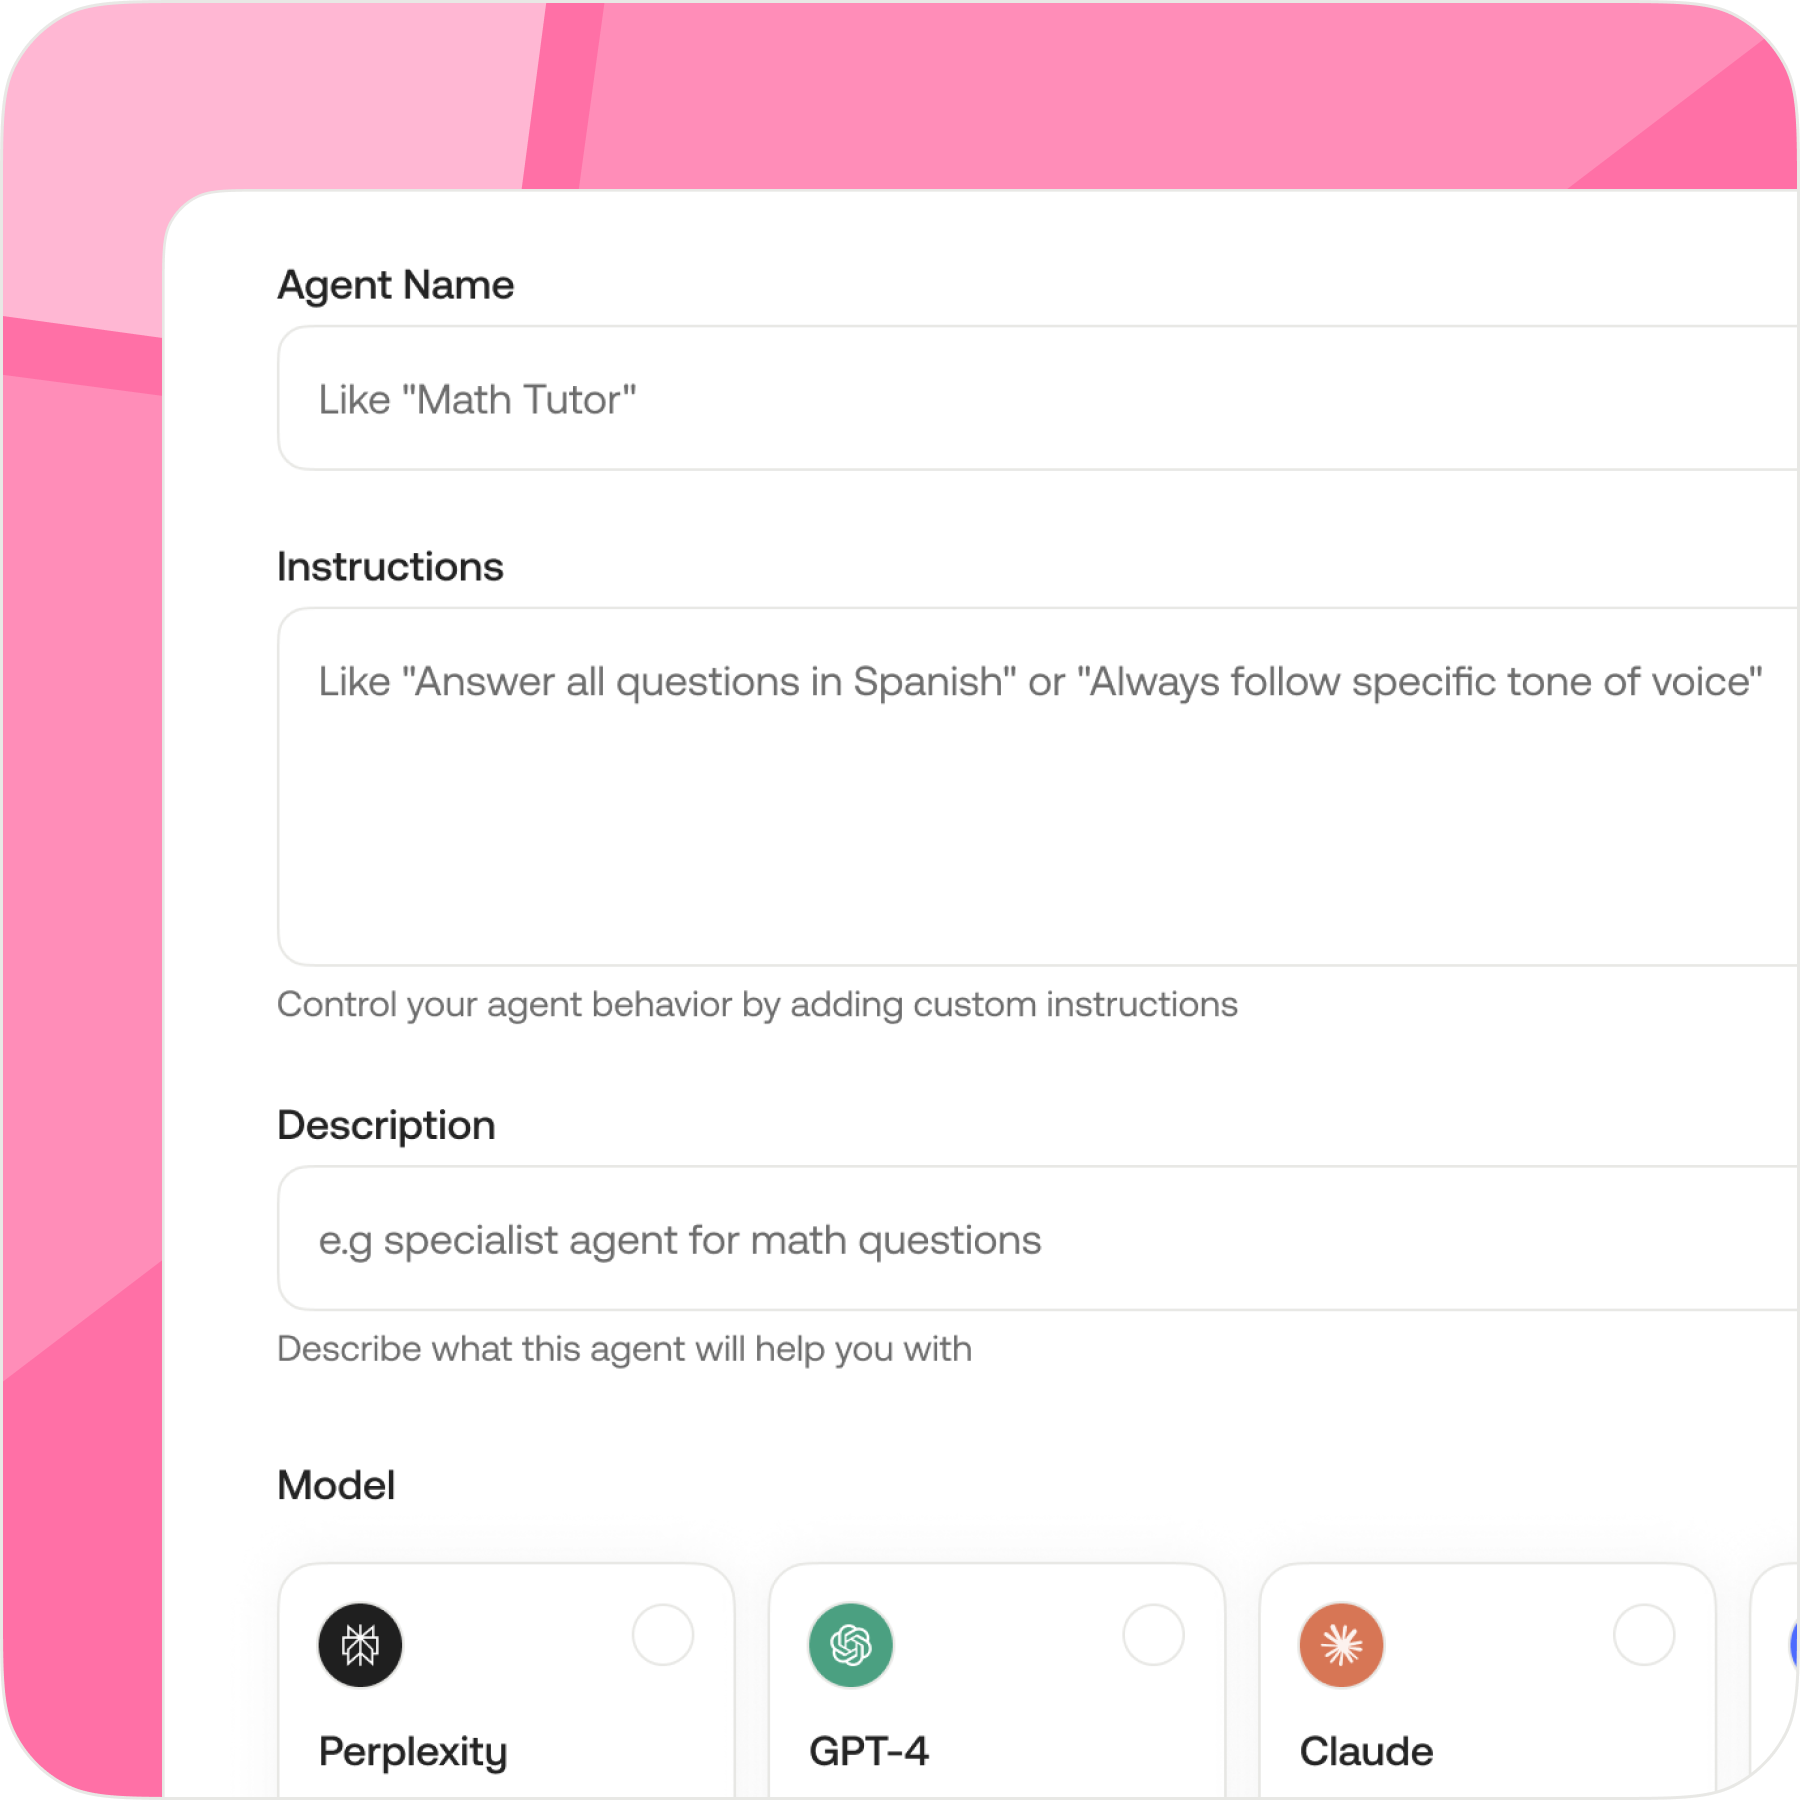 Agent Name
Like "Math Tutor"
Instructions
Like "Answer all questions in Spanish" or "Always follow specific tone of voice"
Control your agent behavior by adding custom instructions
Description
e.g specialist agent for math questions
Describe what this agent will help you with
Model
Perplexity
GPT-4
Claude